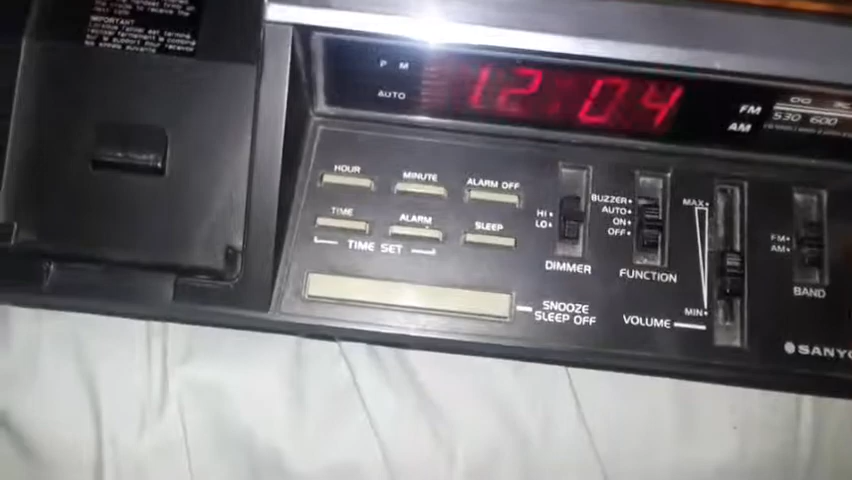 IMPORTANT
P M
AUTO
12 04
FM
AM
530 600
HOUR
MINUTE
ALARM OFF
TIME
ALARM
SLEEP
TIME SET
SNOOZE
SLEEP OFF
HI
LO
DIMMER
BUZZER
AUTO
ON
OFF
FUNCTION
MAX
MIN
VOLUME
FM
AM
BAND
SANYO